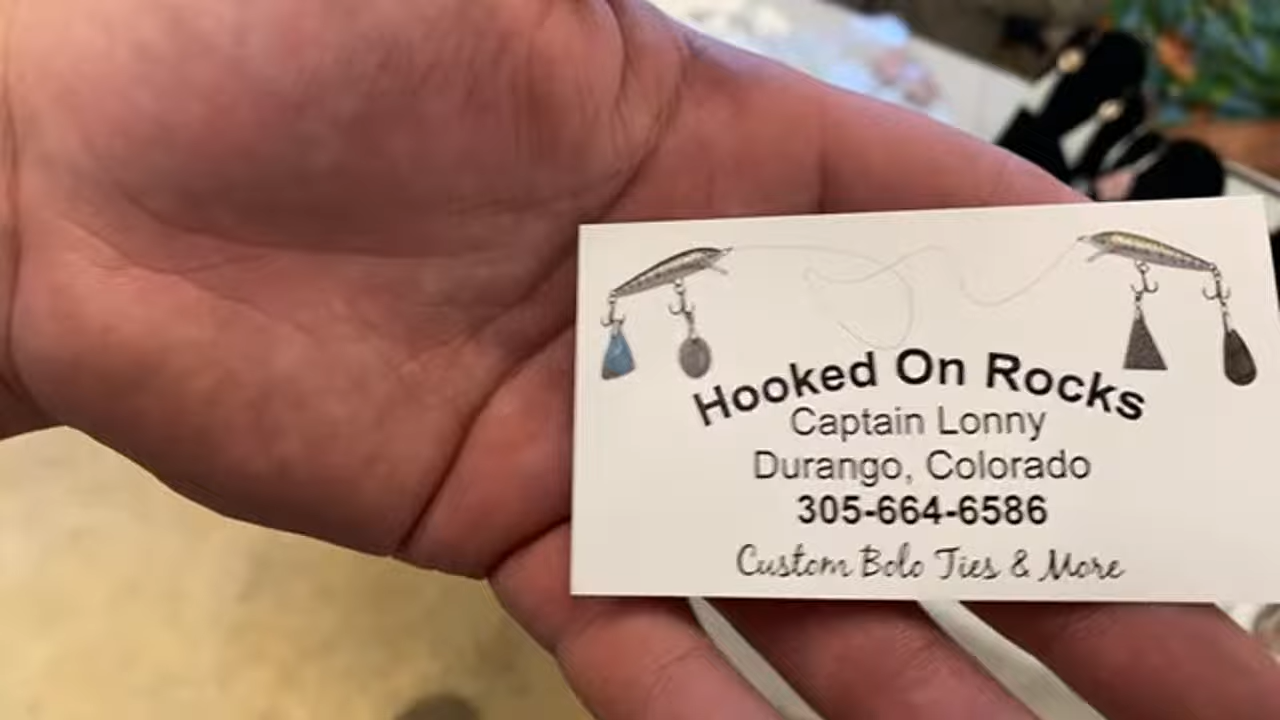 Hooked On Rocks
Captain Lonny
Durango, Colorado
305-664-6586
Custom Bolo Ties & More